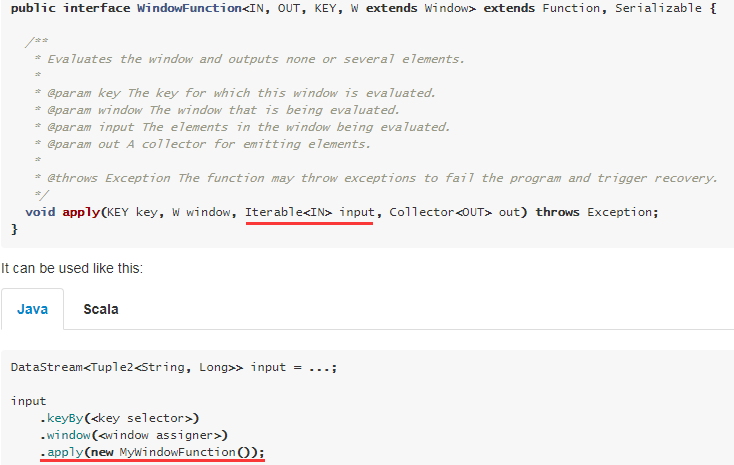 public interface WindowFunction<IN, OUT, KEY, W extends Window> extends Function, Serializable {
/**
* Evaluates the window and outputs none or several elements.
*
* @param key The key for which this window is evaluated.
* @param window The window that is being evaluated.
* @param input The elements in the window being evaluated.
* @param out A collector for emitting elements.
*
* @throws Exception The function may throw exceptions to fail the program and trigger recovery.
*/
void apply(KEY key, W window, Iterable<IN> input, Collector<OUT> out) throws Exception;
}
It can be used like this:
Java Scala
DataStream<Tuple2<String, Long>> input = ...;
input
.keyBy(<key selector>)
.window(<window assigner>)
.apply(new MyWindowFunction());